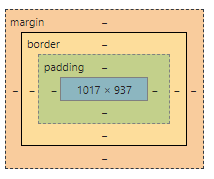 margin –
border –
padding –
– – – 1017 × 937 – – –
–
–
–